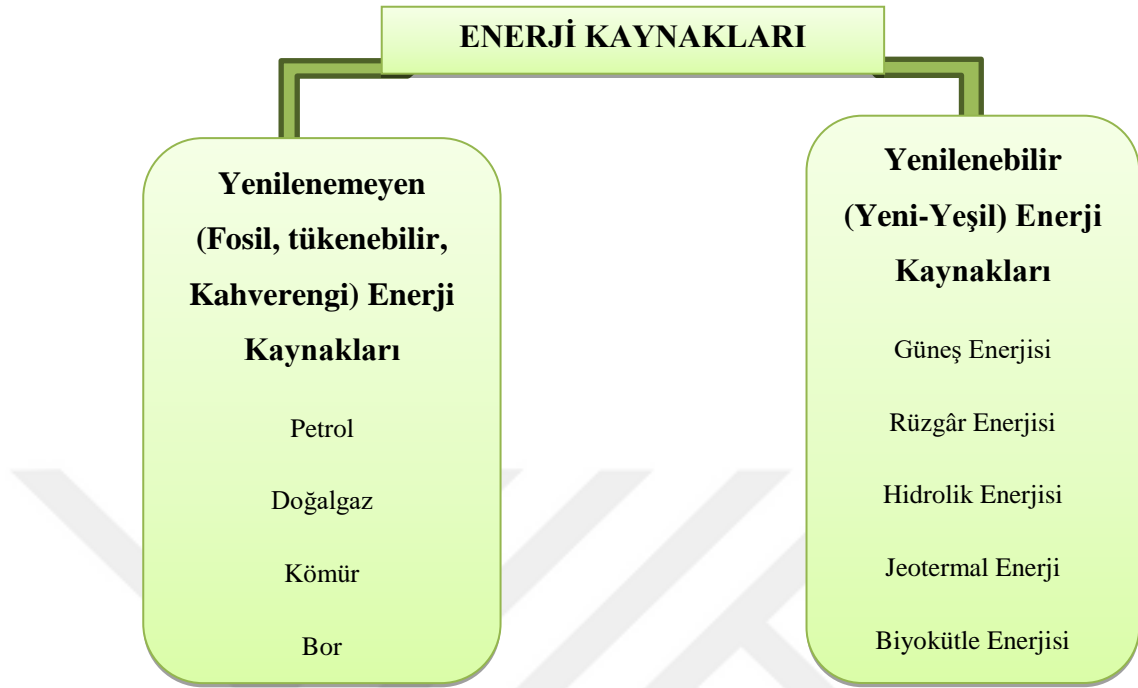 ENERJİ KAYNAKLARI
Yenilenemeyen
(Fosil, tükenebilir,
Kahverengi) Enerji
Kaynakları
Petrol
Doğalgaz
Kömür
Bor
Yenilenebilir
(Yeni-Yeşil) Enerji
Kaynakları
Güneş Enerjisi
Rüzgâr Enerjisi
Hidrolik Enerjisi
Jeotermal Enerji
Biyokütle Enerjisi